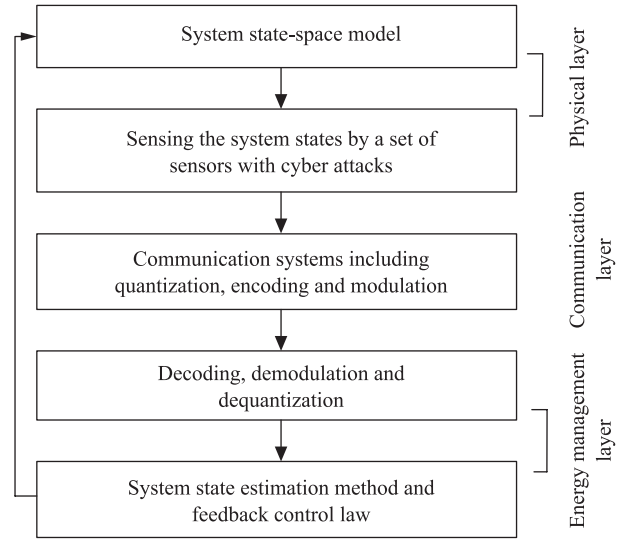 System state-space model
Sensing the system states by a set of
sensors with cyber attacks
Physical layer
Communication systems including
quantization, encoding and modulation
Communication
layer
Decoding, demodulation and
dequantization
System state estimation method and
feedback control law
Energy management
layer